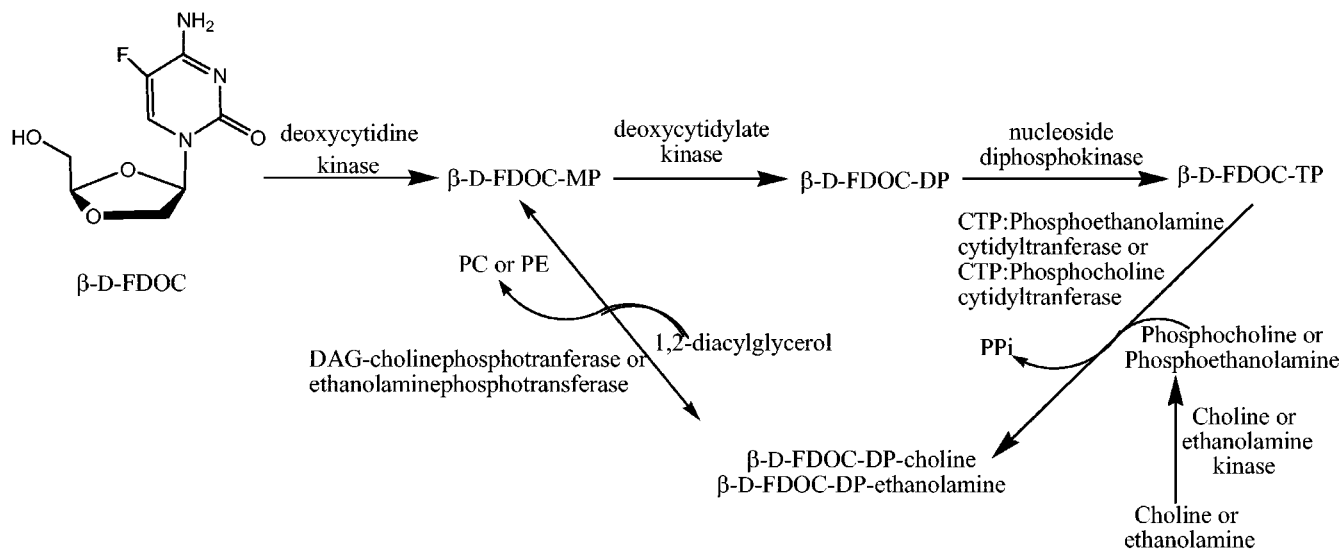 NH2
F
N
HO
N
O
O
O
β-D-FDOC
deoxycytidine
kinase
β-D-FDOC-MP
deoxycytidylate
kinase
β-D-FDOC-DP
nucleoside
diphosphokinase
β-D-FDOC-TP
CTP:Phosphoethanolamine
cytidyltranferase or
CTP:Phosphocholine
cytidyltranferase
PC or PE
1,2-diacylglycerol
DAG-cholinephosphotranferase or
ethanolaminephosphotransferase
PPi
Phosphocholine or
Phosphoethanolamine
Choline or
ethanolamine
kinase
Choline or
ethanolamine
β-D-FDOC-DP-choline
β-D-FDOC-DP-ethanolamine